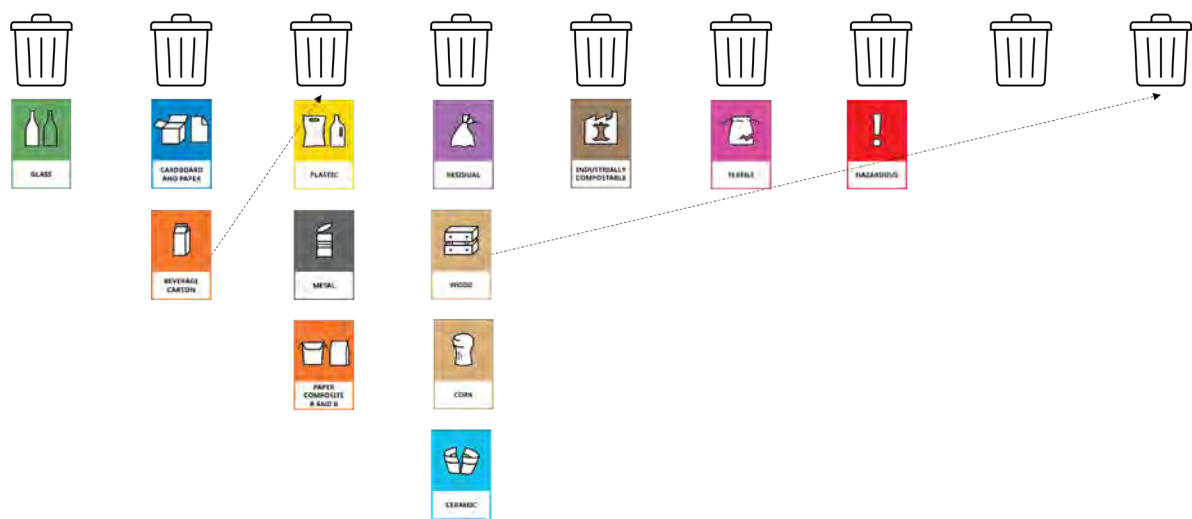 GLASS
CARDBOARD
AND PAPER
PLASTIC
RESIDUAL
INDUSTRIALLY
COMPOSTABLE
TEXTILE
HAZARDOUS
BEVERAGE
CARTON
METAL
WOOD
PAPER
COMPOSITE
A AND B
CORK
CERAMIC